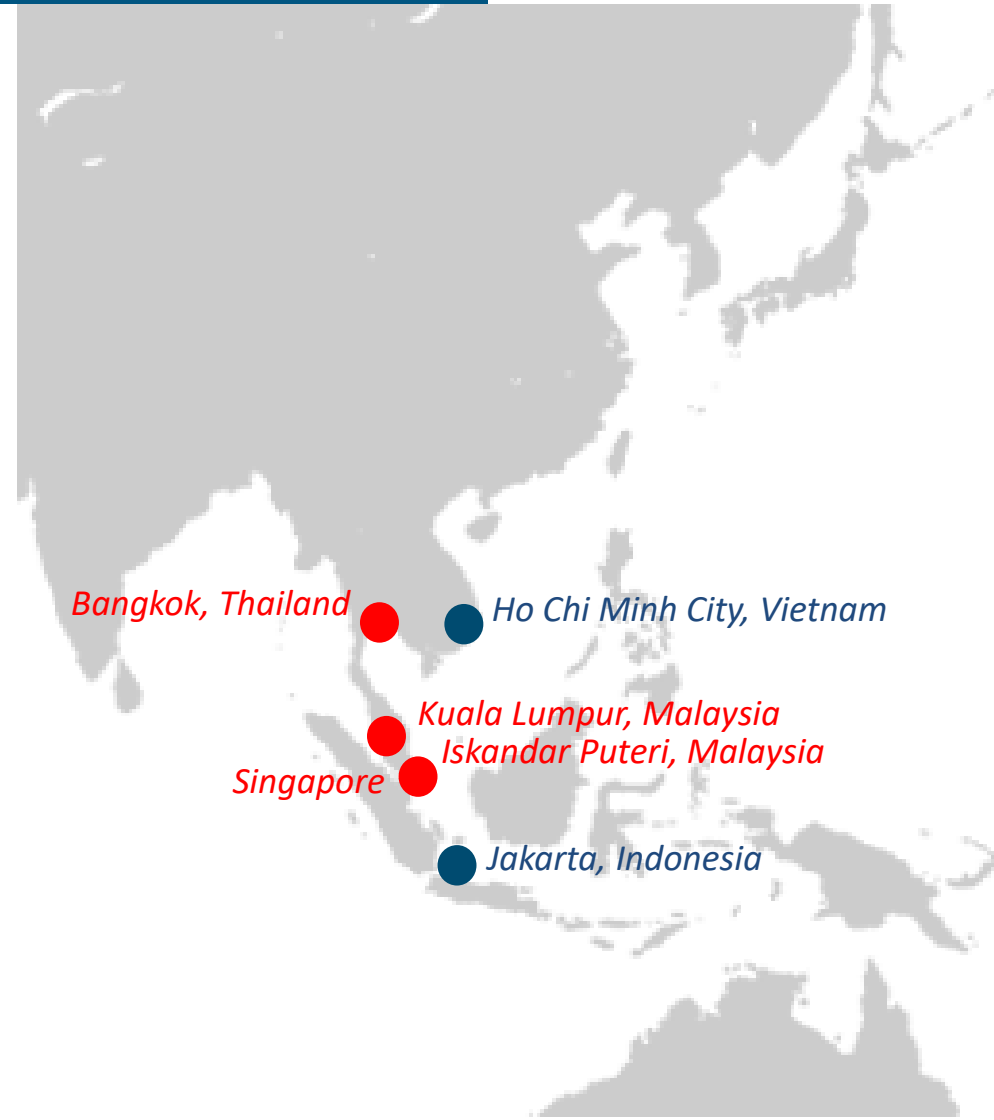 Bangkok, Thailand
Ho Chi Minh City, Vietnam
Kuala Lumpur, Malaysia
Iskandar Puteri, Malaysia
Singapore
Jakarta, Indonesia